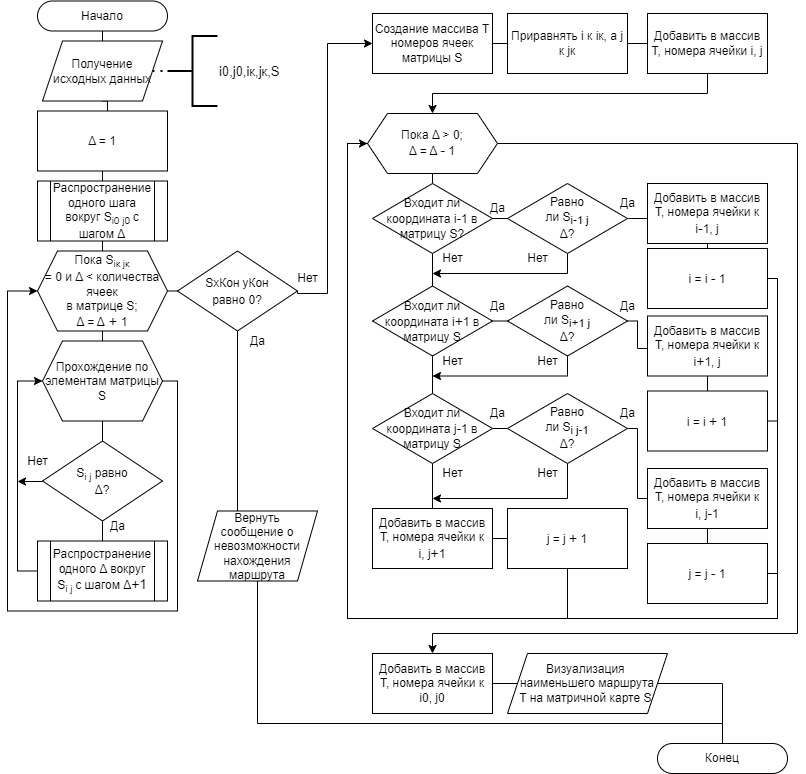 Начало
Получение
исходных данных
i0,j0,iк,jк,S
Δ = 1
Распространение
одного шага
вокруг Si0 j0 с
шагом Δ
Пока Siк jк
= 0 и Δ < количества
ячеек
в матрице S;
Δ = Δ + 1
Прохождение по
элементам матрицы
S
Si j равно
Δ?
Нет
Да
Распространение
одного Δ вокруг
Si j с шагом Δ+1
SxКон yКон
равно 0?
Нет
Да
Вернуть
сообщение о
невозможности
нахождения
маршрута
Создание массива T
номеров ячеек
матрицы S
Приравнять i к iк, а j
к jк
Добавить в массив
T, номера ячейки i, j
Пока Δ > 0;
Δ = Δ - 1
Входит ли
координата i-1 в
матрицу S?
Да
Нет
Равно
ли Si-1 j
Δ?
Да
Нет
Добавить в массив
T, номера ячейки к
i-1, j
i = i - 1
Входит ли
координата i+1 в
матрицу S
Да
Нет
Равно
ли Si+1 j
Δ?
Да
Нет
Добавить в массив
T, номера ячейки к
i+1, j
i = i + 1
Входит ли
координата j-1 в
матрицу S
Да
Нет
Равно
ли Si j-1
Δ?
Да
Нет
Добавить в массив
T, номера ячейки к
i, j-1
j = j - 1
Добавить в массив
T, номера ячейки к
i, j+1
j = j + 1
Добавить в массив
T, номера ячейки к
i0, j0
Визуализация
наименьшего маршрута
T на матричной карте S
Конец